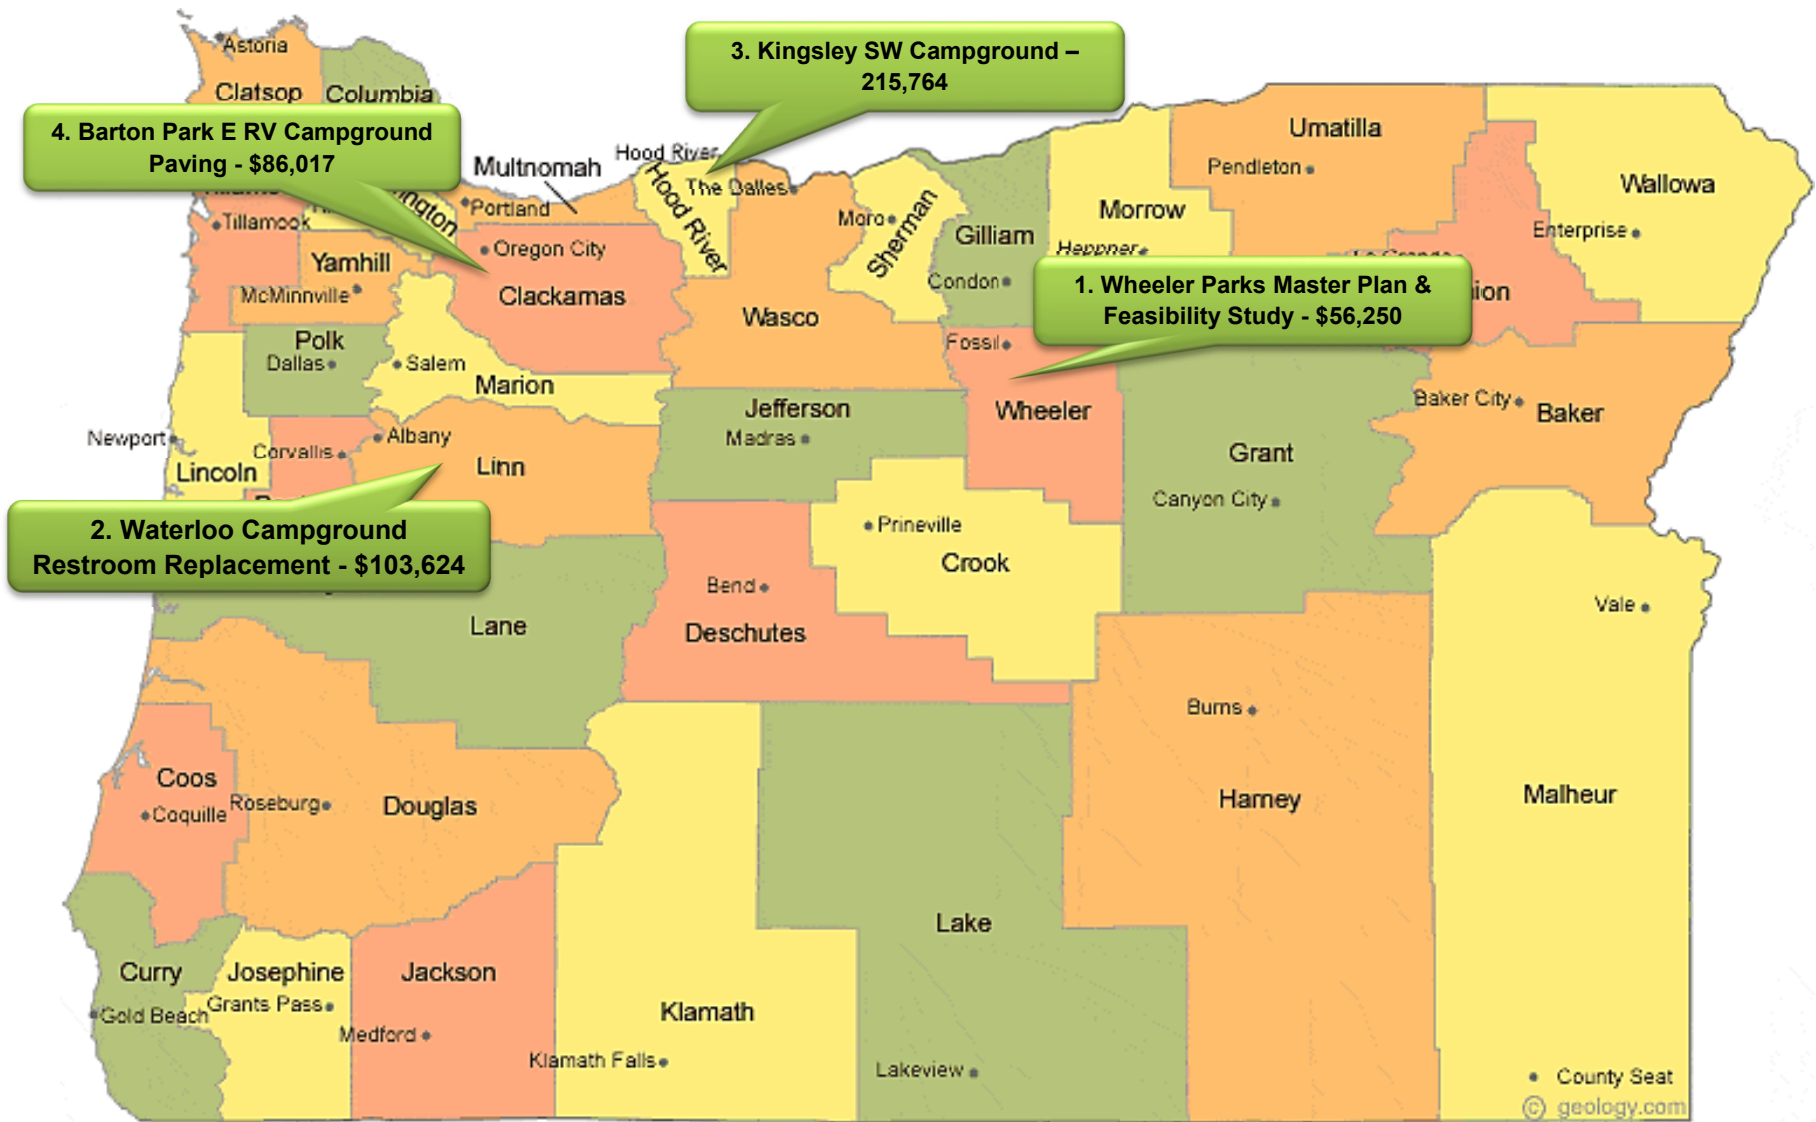 Astoria
Clatsop
Columbia
3. Kingsley SW Campground –
215,764
4. Barton Park E RV Campground
Paving - $86,017
Multnomah
Hood River
Hood River
The Dalles
Portland
Tillamook
Oregon City
Yamhill
McMinnville
Clackamas
Wasco
Moro
Sherman
Gilliam
Condon
Morrow
Heppner
Umatilla
Pendleton
Wallowa
Enterprise
1. Wheeler Parks Master Plan &
Feasibility Study - $56,250
Polk
Dallas
Salem
Marion
Fossil
Wheeler
Jefferson
Madras
Grant
Canyon City
Baker City
Baker
Newport
Lincoln
Corvallis
Albany
Linn
2. Waterloo Campground
Restroom Replacement - $103,624
Prineville
Crook
Bend
Deschutes
Lane
Vale
Burns
Harney
Malheur
Coos
Coquille
Roseburg
Douglas
Lake
Lakeview
Curry
Gold Beach
Josephine
Grants Pass
Jackson
Medford
Klamath
Klamath Falls
County Seat
© geology.com